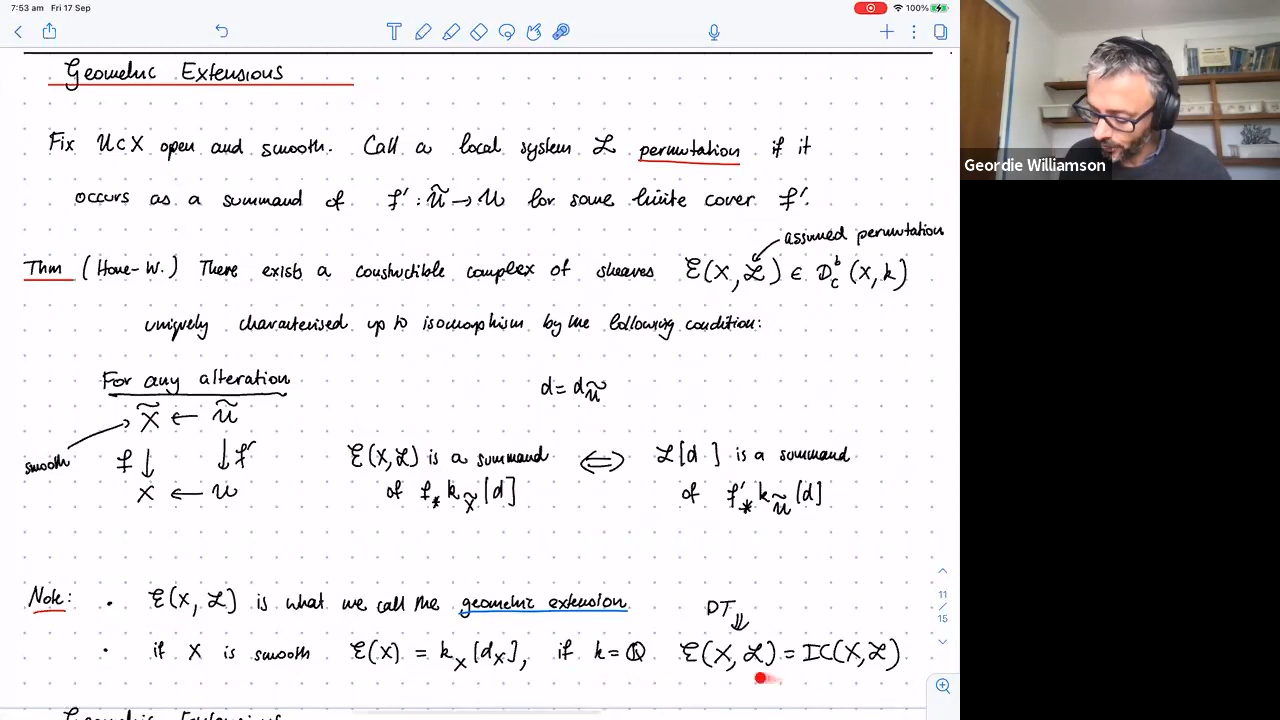 7:53 am Fri 17 Sep
100%
Geometric Extensions
Fix U ⊂ X open and smooth. Call a local system ℒ permutation if it
occurs as a summand of f' : Ũ → U for some finite cover f'.
assumed permutation
Thm (Hone-W.) There exists a constructible complex of sheaves ℰ(X, ℒ) ∈ D^b_c(X, k)
uniquely characterised up to isomorphism by the following condition:
For any alteration
d = d_Ũ
X̃ ← Ũ
smooth
f ↓ ↓ f'
X ← U
ℰ(X, ℒ) is a summand ⟺ ℒ[d ] is a summand
of f_* k_X̃ [d] of f'_* k_Ũ [d]
Note: • ℰ(X, ℒ) is what we call the geometric extension
DT ⇓
• if X is smooth ℰ(X) = k_X [d_X], if k = ℚ ℰ(X, ℒ) = IC(X, ℒ)
11
/
15
Geometric Extensions
Geordie Williamson